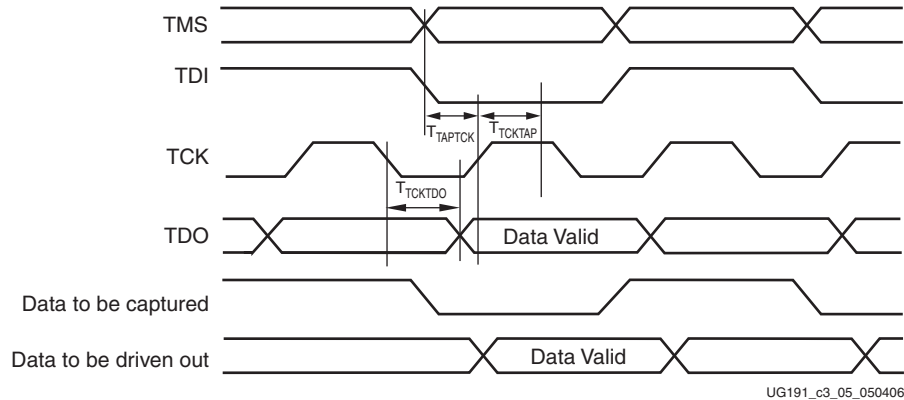 TMS
TDI
TTAPTCK
TTCKTAP
TCK
TTCKTDO
TDO
Data Valid
Data to be captured
Data to be driven out
Data Valid
UG191_c3_05_050406